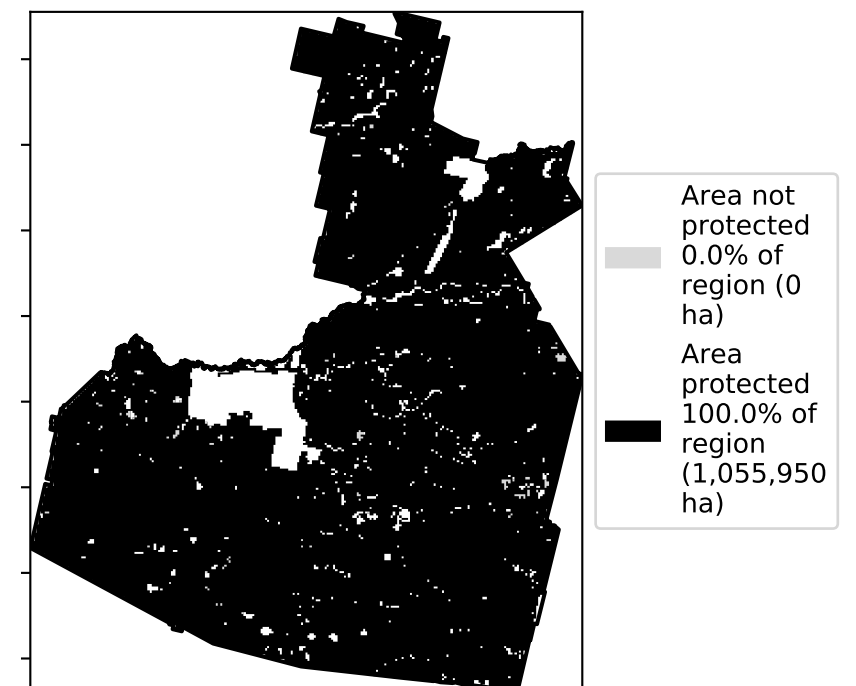 Area not
protected
0.0% of
region (0
ha)
Area
protected
100.0% of
region
(1,055,950
ha)